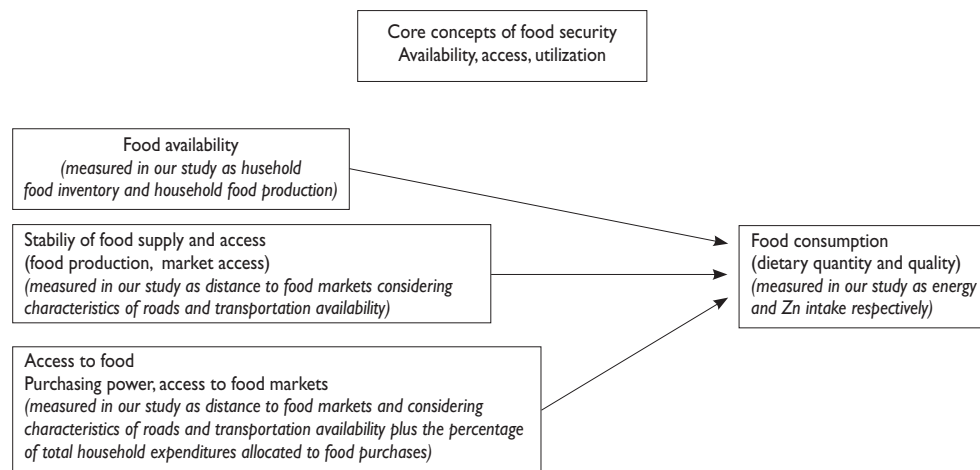 Core concepts of food security
Availability, access, utilization
Food availability
(measured in our study as husehold
food inventory and household food production)
Stabiliy of food supply and access
(food production, market access)
(measured in our study as distance to food markets considering
characteristics of roads and transportation availability)
Access to food
Purchasing power, access to food markets
(measured in our study as distance to food markets and considering
characteristics of roads and transportation availability plus the percentage
of total household expenditures allocated to food purchases)
Food consumption
(dietary quantity and quality)
(measured in our study as energy
and Zn intake respectively)